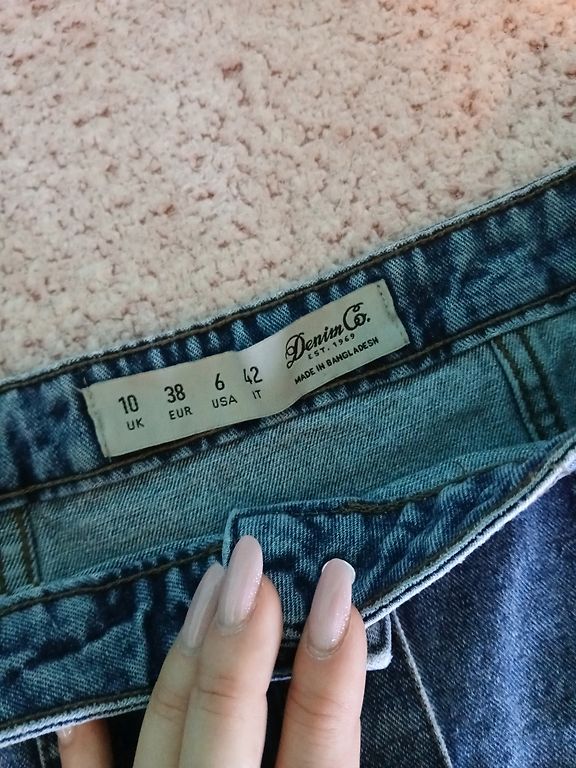 10 38 6 42
UK EUR USA IT
Denim Co.
EST. 1969
MADE IN BANGLADESH